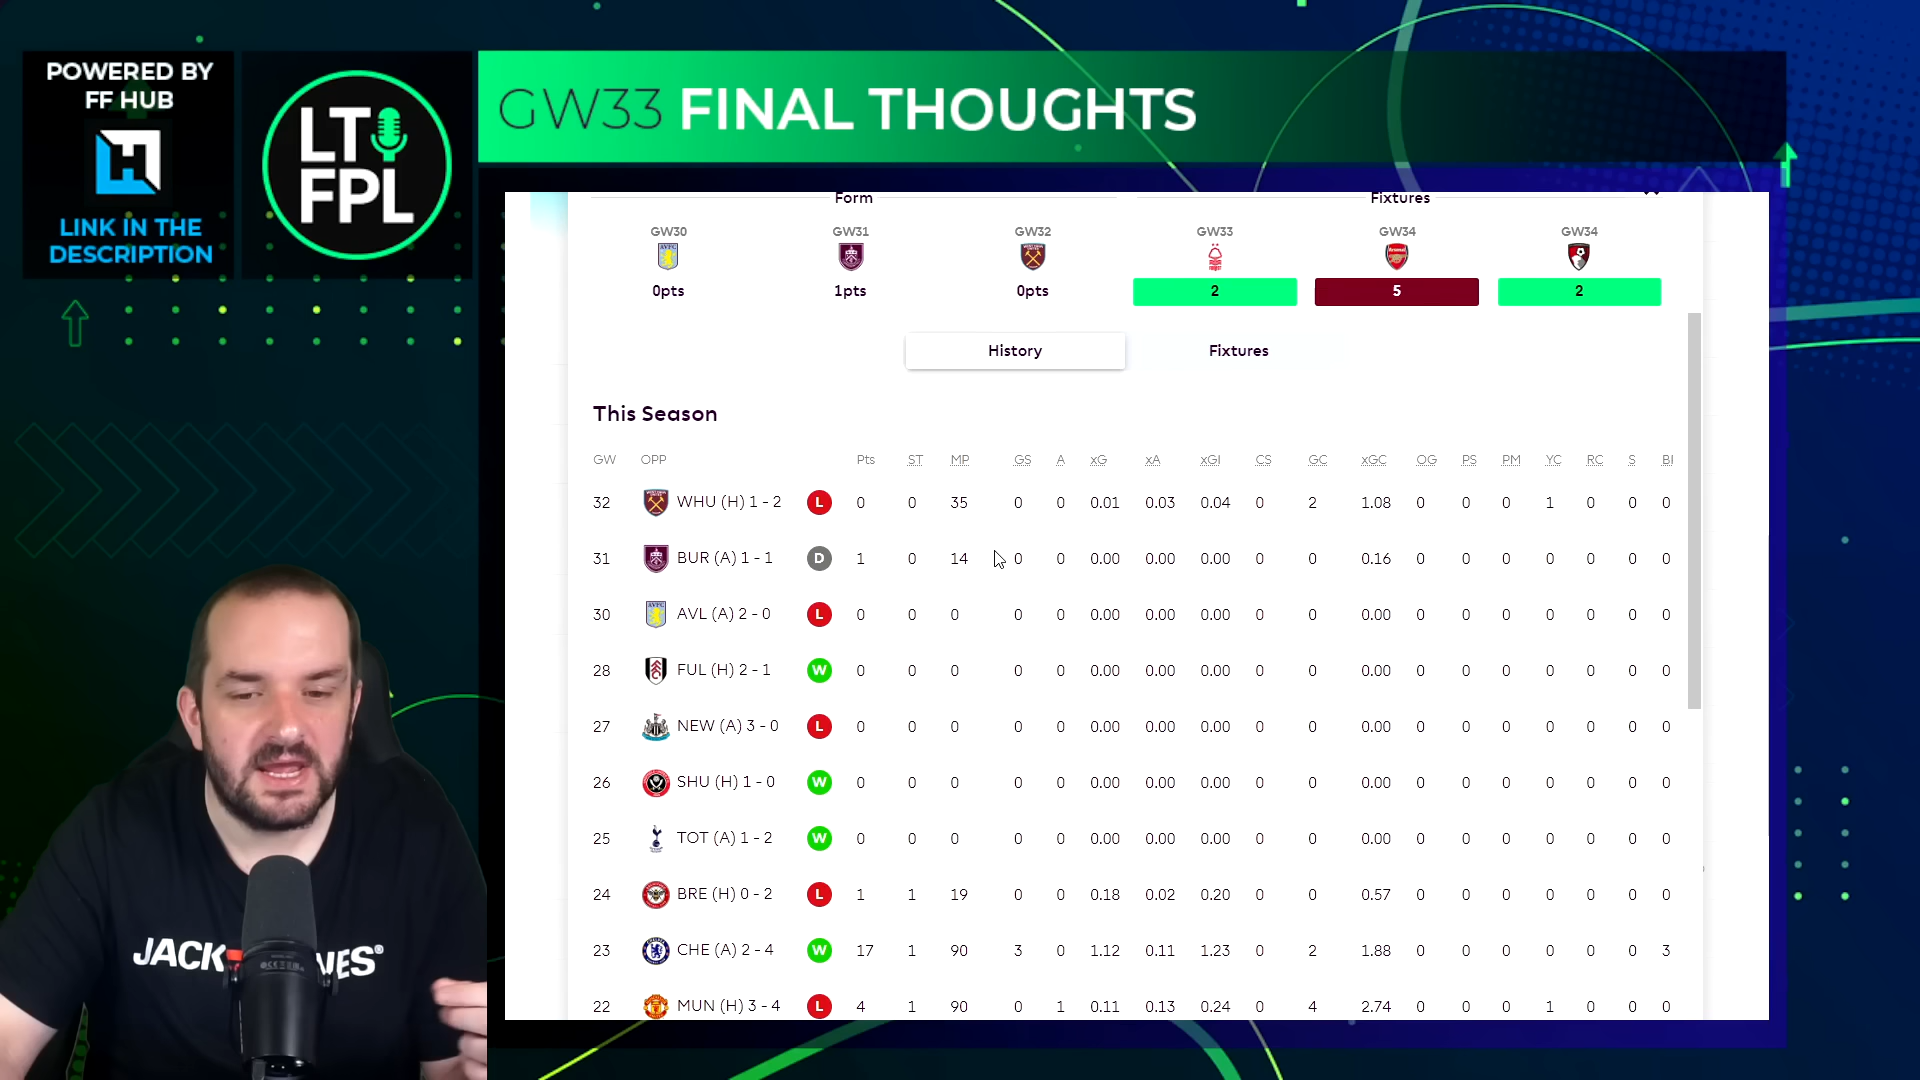 POWERED BY
FF HUB
LINK IN THE
DESCRIPTION
LT
FPL
GW33 FINAL THOUGHTS
Form Fixtures
GW30 GW31 GW32 GW33 GW34 GW34
0pts 1pts 0pts 2 5 2
History Fixtures
This Season
GW OPP Pts ST MP GS A xG xA xGI CS GC xGC OG PS PM YC RC S
32 WHU (H) 1 - 2 L 0 0 35 0 0 0.01 0.03 0.04 0 2 1.08 0 0 0 1 0 0 0
31 BUR (A) 1 - 1 D 1 0 14 0 0 0.00 0.00 0.00 0 0 0.16 0 0 0 0 0 0 0
30 AVL (A) 2 - 0 L 0 0 0 0 0 0.00 0.00 0.00 0 0 0.00 0 0 0 0 0 0 0
28 FUL (H) 2 - 1 W 0 0 0 0 0 0.00 0.00 0.00 0 0 0.00 0 0 0 0 0 0 0
27 NEW (A) 3 - 0 L 0 0 0 0 0 0.00 0.00 0.00 0 0 0.00 0 0 0 0 0 0 0
26 SHU (H) 1 - 0 W 0 0 0 0 0 0.00 0.00 0.00 0 0 0.00 0 0 0 0 0 0 0
25 TOT (A) 1 - 2 W 0 0 0 0 0 0.00 0.00 0.00 0 0 0.00 0 0 0 0 0 0 0
24 BRE (H) 0 - 2 L 1 1 19 0 0 0.18 0.02 0.20 0 0 0.57 0 0 0 0 0 0 0
23 CHE (A) 2 - 4 W 17 1 90 3 0 1.12 0.11 1.23 0 2 1.88 0 0 0 0 0 0 3
22 MUN (H) 3 - 4 L 4 1 90 0 1 0.11 0.13 0.24 0 4 2.74 0 0 0 1 0 0 0